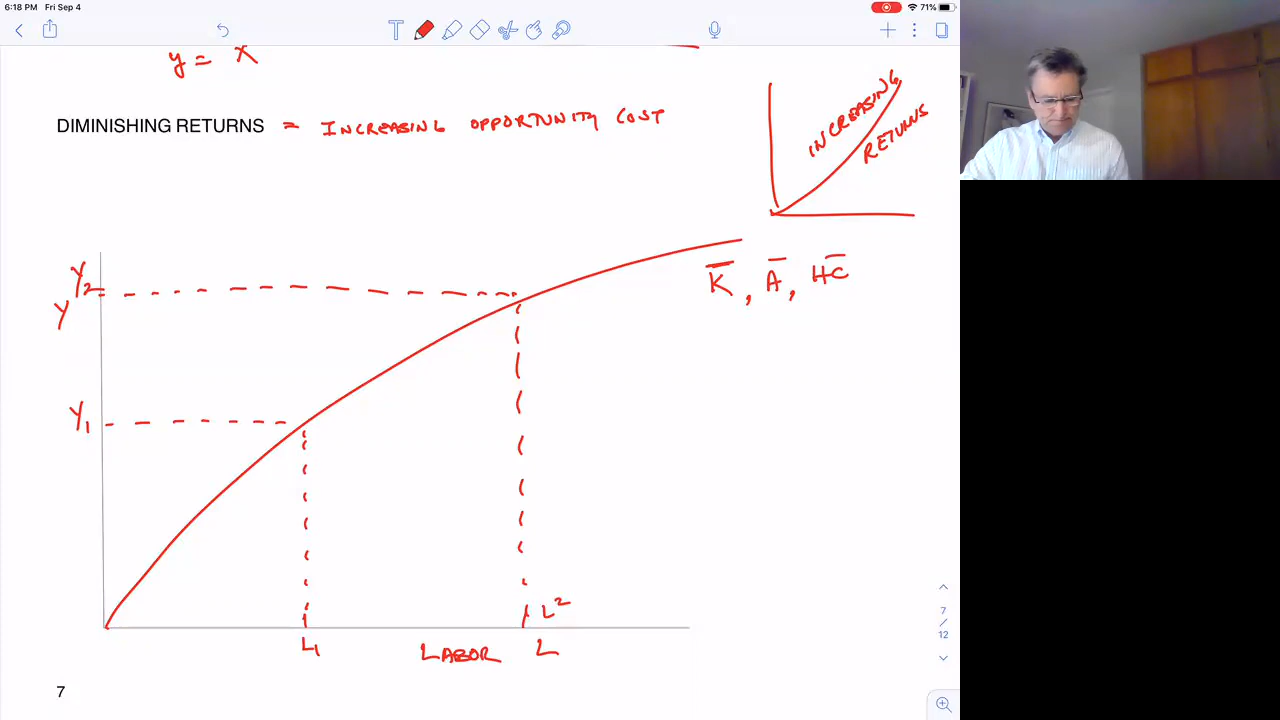 6:18 PM Fri Sep 4
71%
y = x
DIMINISHING RETURNS = INCREASING OPPORTUNITY COST
INCREASING
RETURNS
Y2
Y
K̅, A̅, HC̅
Y1
L²
L1 LABOR L
7
/
12
7